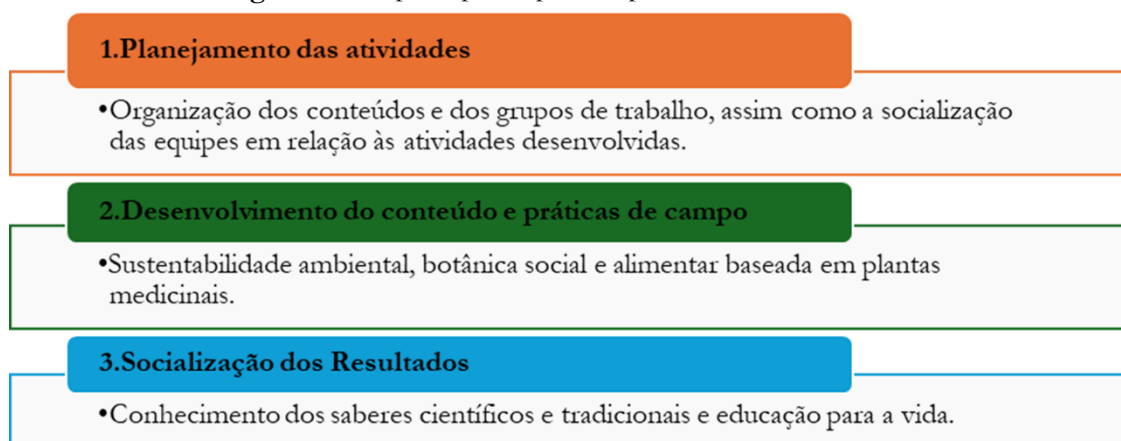 1.Planejamento das atividades
•Organização dos conteúdos e dos grupos de trabalho, assim como a socialização
das equipes em relação às atividades desenvolvidas.
2.Desenvolvimento do conteúdo e práticas de campo
•Sustentabilidade ambiental, botânica social e alimentar baseada em plantas
medicinais.
3.Socialização dos Resultados
•Conhecimento dos saberes científicos e tradicionais e educação para a vida.